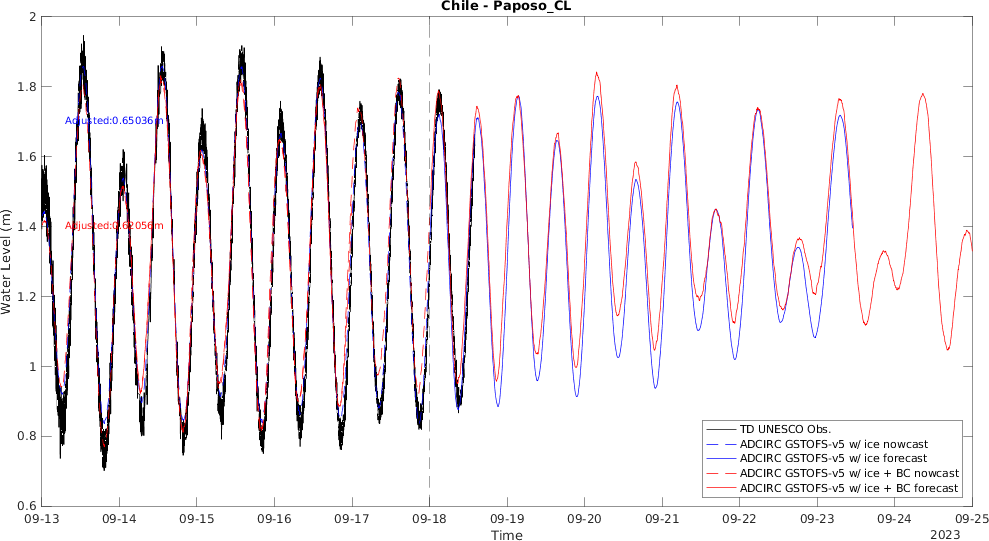 Chile - Paposo_CL
2
1.8
1.6
1.4
1.2
1
0.8
0.6
Water Level (m)
Adjusted:0.65036m
Adjusted:0.62056m
TD UNESCO Obs.
ADCIRC GSTOFS-v5 w/ ice nowcast
ADCIRC GSTOFS-v5 w/ ice forecast
ADCIRC GSTOFS-v5 w/ ice + BC nowcast
ADCIRC GSTOFS-v5 w/ ice + BC forecast
09-13 09-14 09-15 09-16 09-17 09-18 09-19 09-20 09-21 09-22 09-23 09-24 09-25
Time
2023